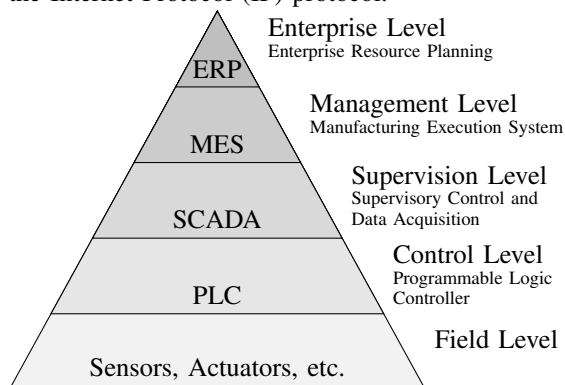 the Internet Protocol (IP) protocol.
Enterprise Level
Enterprise Resource Planning
ERP
Management Level
Manufacturing Execution System
MES
Supervision Level
Supervisory Control and
Data Acquisition
SCADA
Control Level
Programmable Logic
Controller
PLC
Field Level
Sensors, Actuators, etc.